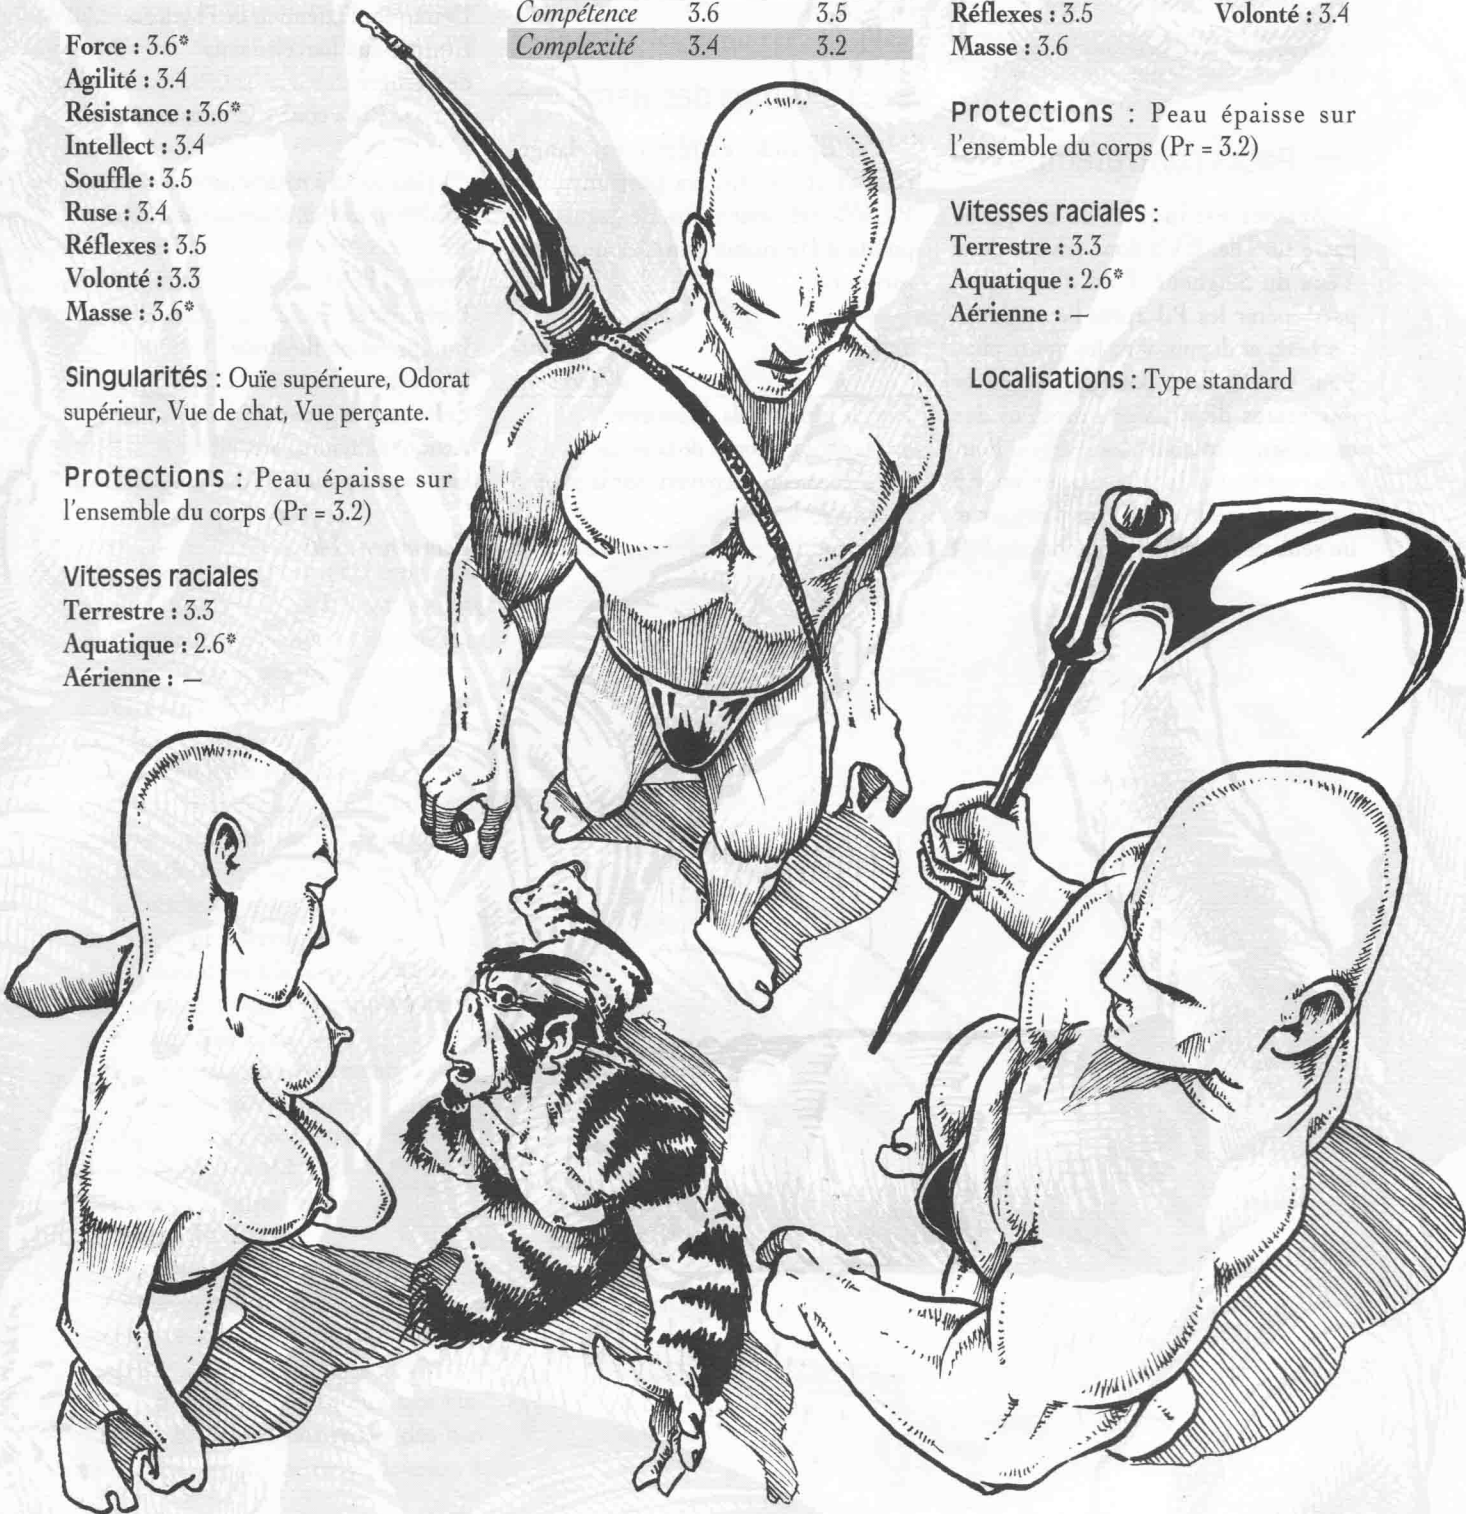 Force : 3.6*
Agilité : 3.4
Résistance : 3.6*
Intellect : 3.4
Souffle : 3.5
Ruse : 3.4
Réflexes : 3.5
Volonté : 3.3
Masse : 3.6*
Singularités : Ouïe supérieure, Odorat
supérieur, Vue de chat, Vue perçante.
Protections : Peau épaisse sur
l'ensemble du corps (Pr = 3.2)
Vitesses raciales
Terrestre : 3.3
Aquatique : 2.6*
Aérienne : —
Compétence 3.6 3.5
Complexité 3.4 3.2
Réflexes : 3.5 Volonté : 3.4
Masse : 3.6
Protections : Peau épaisse sur
l'ensemble du corps (Pr = 3.2)
Vitesses raciales :
Terrestre : 3.3
Aquatique : 2.6*
Aérienne : —
Localisations : Type standard